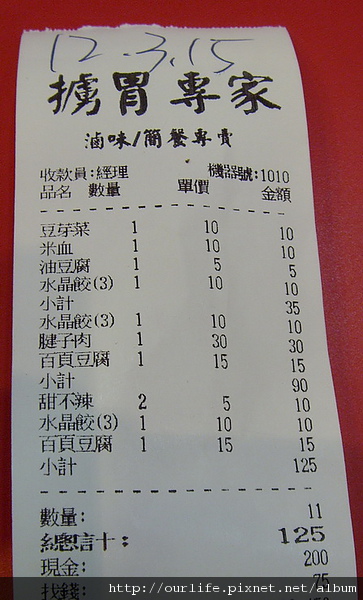 12.3.15
擄胃專家
滷味/簡餐專賣
收款員:經理 機器號:1010
品名 數量 單價 金額
豆芽菜 1 10 10
米血 1 10 10
油豆腐 1 5 5
水晶餃(3) 1 10 10
小計 35
水晶餃(3) 1 10 10
腱子肉 1 30 30
百頁豆腐 1 15 15
小計 90
甜不辣 2 5 10
水晶餃(3) 1 10 10
百頁豆腐 1 15 15
小計 125
數量: 11
總計: 125
現金: 200
找錢: 75
http://ourlife.pixnet.net/blog